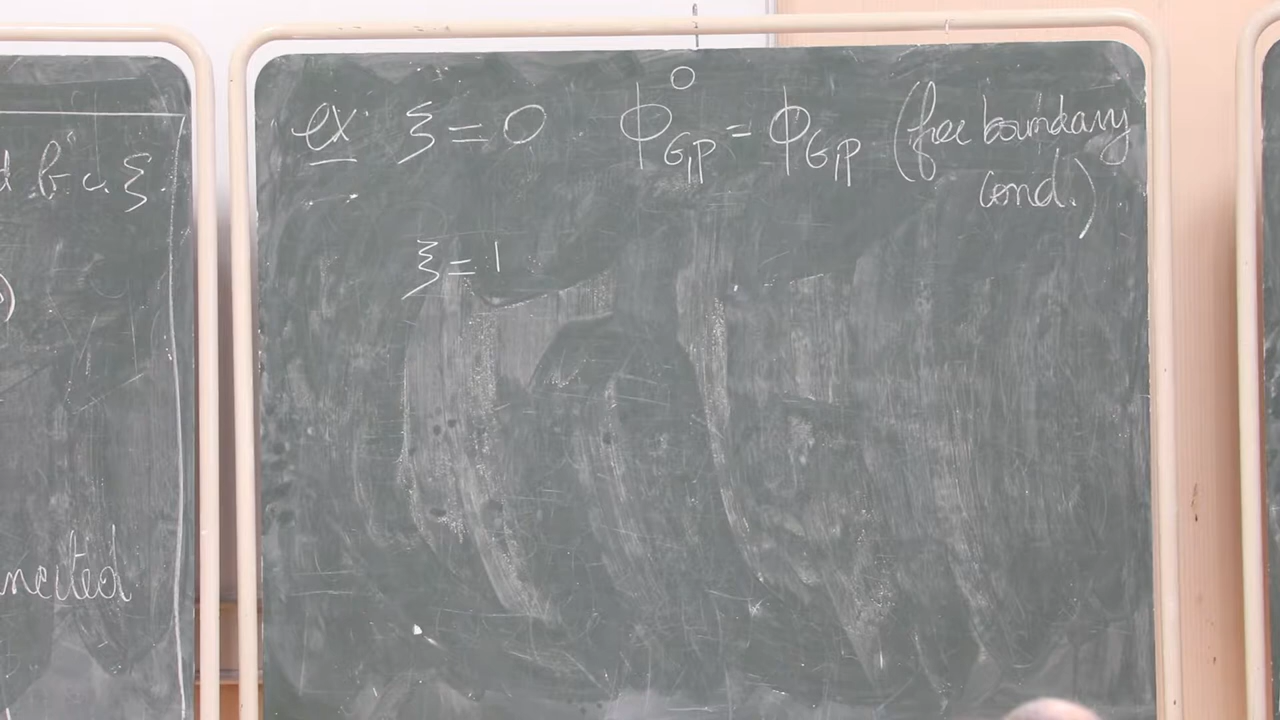 b.c. ξ.
)
ex: ξ = 0 ϕ⁰_{G,p} = ϕ_{G,p} (free boundary
cond.)
ξ = 1